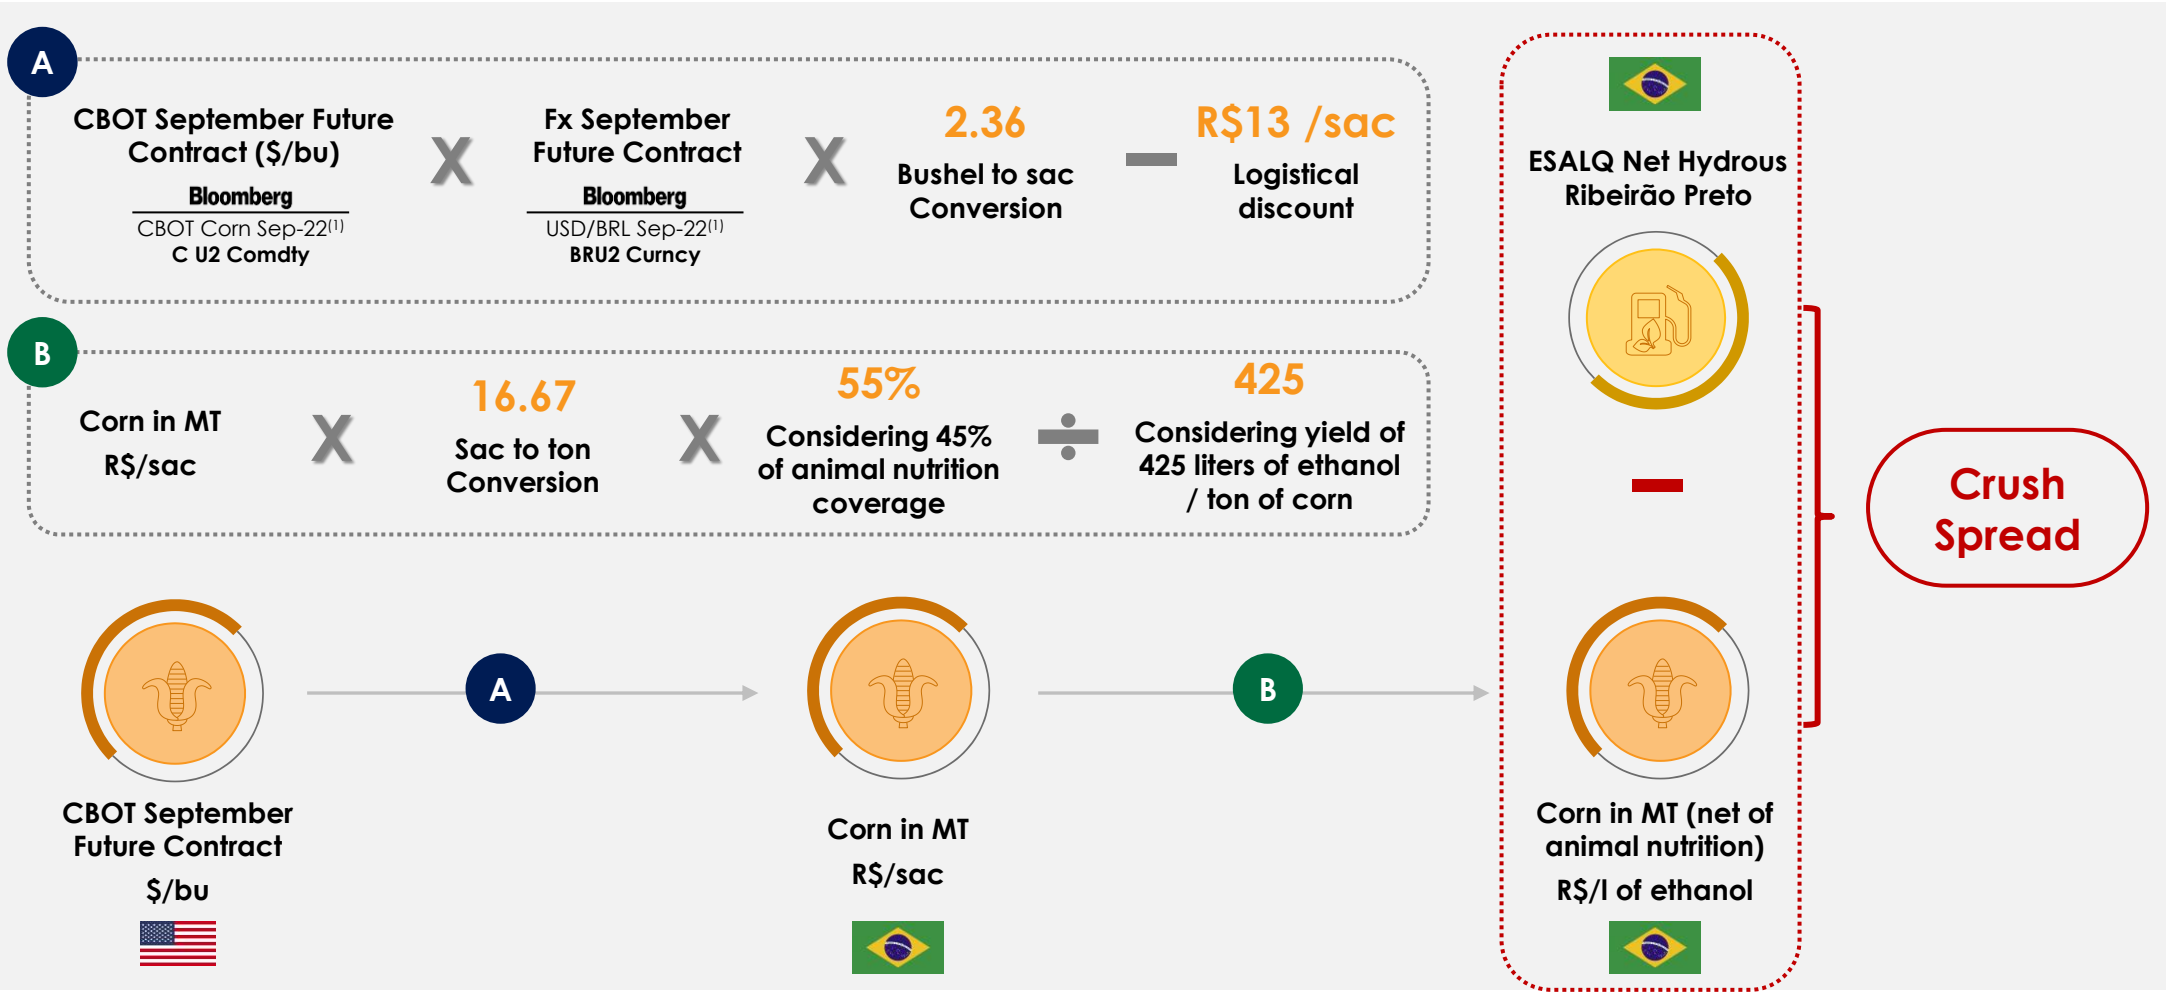 A
CBOT September Future
Contract ($/bu)
Bloomberg
CBOT Corn Sep-22(1)
C U2 Comdty
X
Fx September
Future Contract
Bloomberg
USD/BRL Sep-22(1)
BRU2 Curncy
X
2.36
Bushel to sac
Conversion
R$13 /sac
Logistical
discount
B
Corn in MT
R$/sac
X
16.67
Sac to ton
Conversion
X
55%
Considering 45%
of animal nutrition
coverage
÷
425
Considering yield of
425 liters of ethanol
/ ton of corn
ESALQ Net Hydrous
Ribeirão Preto
Crush
Spread
A
B
CBOT September
Future Contract
$/bu
Corn in MT
R$/sac
Corn in MT (net of
animal nutrition)
R$/l of ethanol